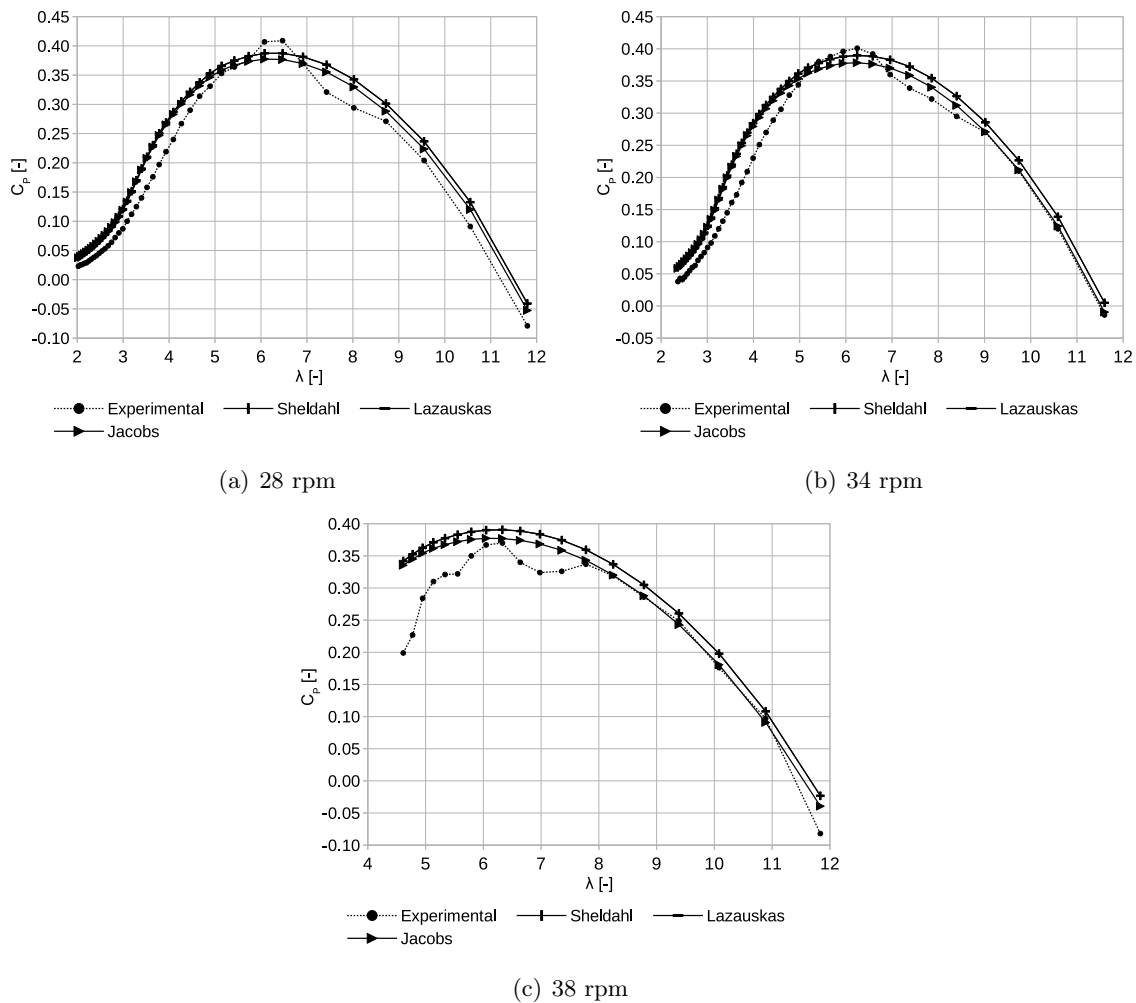 0.45
0.40
0.35
0.30
0.25
0.20
0.15
0.10
0.05
0.00
-0.05
-0.10
C_P [-]
2 3 4 5 6 7 8 9 10 11 12
λ [-]
Experimental Sheldahl Lazauskas
Jacobs
(a) 28 rpm
0.45
0.40
0.35
0.30
0.25
0.20
0.15
0.10
0.05
0.00
-0.05
C_P [-]
2 3 4 5 6 7 8 9 10 11 12
λ [-]
Experimental Sheldahl Lazauskas
Jacobs
(b) 34 rpm
0.40
0.35
0.30
0.25
0.20
0.15
0.10
0.05
0.00
-0.05
-0.10
C_P [-]
4 5 6 7 8 9 10 11 12
λ [-]
Experimental Sheldahl Lazauskas
Jacobs
(c) 38 rpm